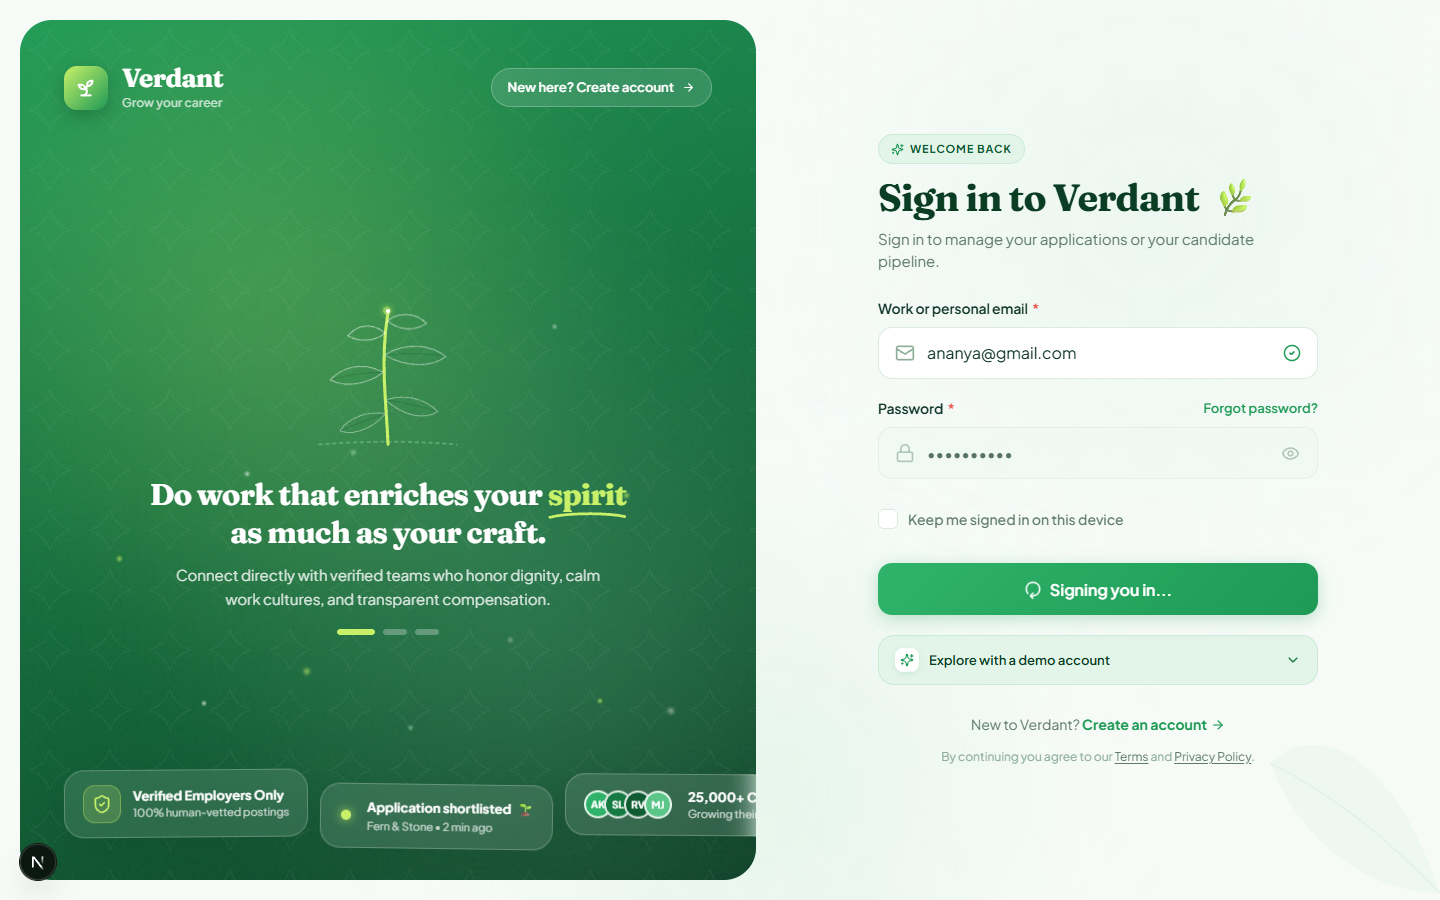 Verdant
Grow your career
New here? Create account →
Do work that enriches your spirit
as much as your craft.
Connect directly with verified teams who honor dignity, calm
work cultures, and transparent compensation.
Verified Employers Only
100% human-vetted postings
Application shortlisted
Fern & Stone • 2 min ago
AK SL RV MJ
25,000+
Growing
N
WELCOME BACK
Sign in to Verdant
Sign in to manage your applications or your candidate
pipeline.
Work or personal email *
ananya@gmail.com
Password *
Forgot password?
••••••••••
Keep me signed in on this device
Signing you in...
Explore with a demo account
New to Verdant? Create an account →
By continuing you agree to our Terms and Privacy Policy.